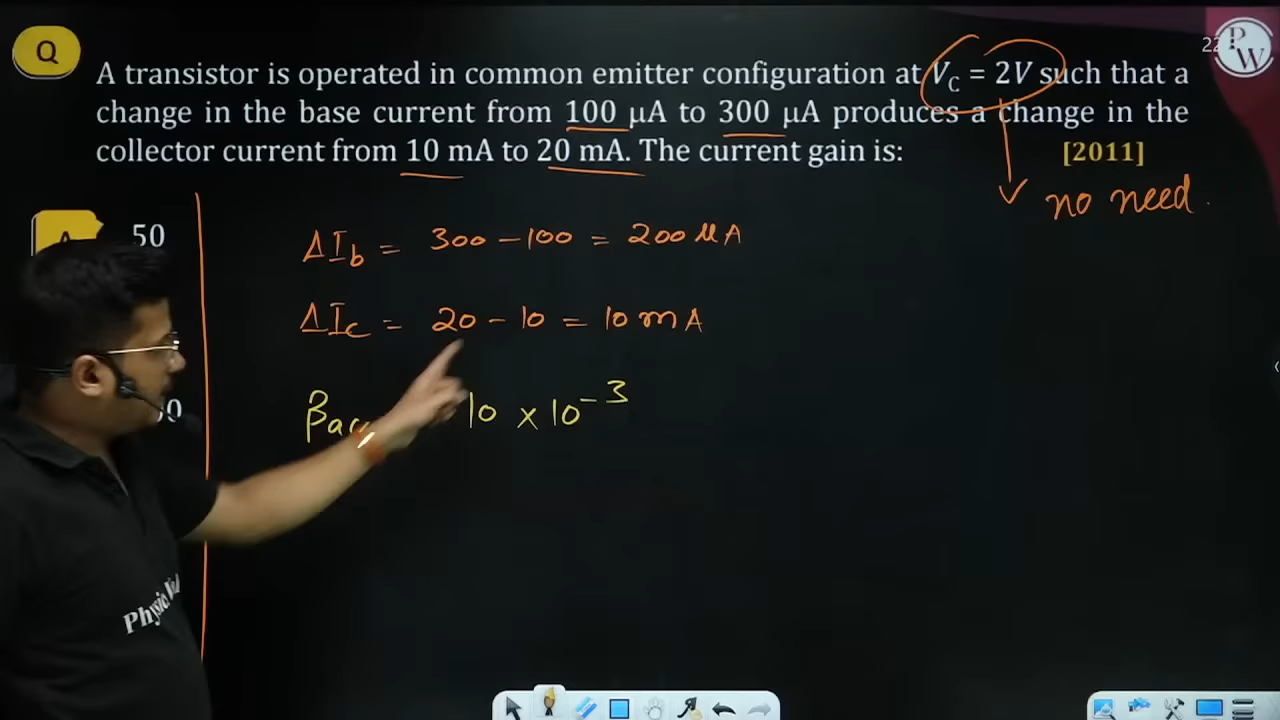 Q
A transistor is operated in common emitter configuration at V_C = 2V such that a
change in the base current from 100 μA to 300 μA produces a change in the
collector current from 10 mA to 20 mA. The current gain is:
[2011]
PW
no need.
50
ΔI_b = 300 - 100 = 200 μA
ΔI_c = 20 - 10 = 10 mA
β_ac 10 × 10^-3